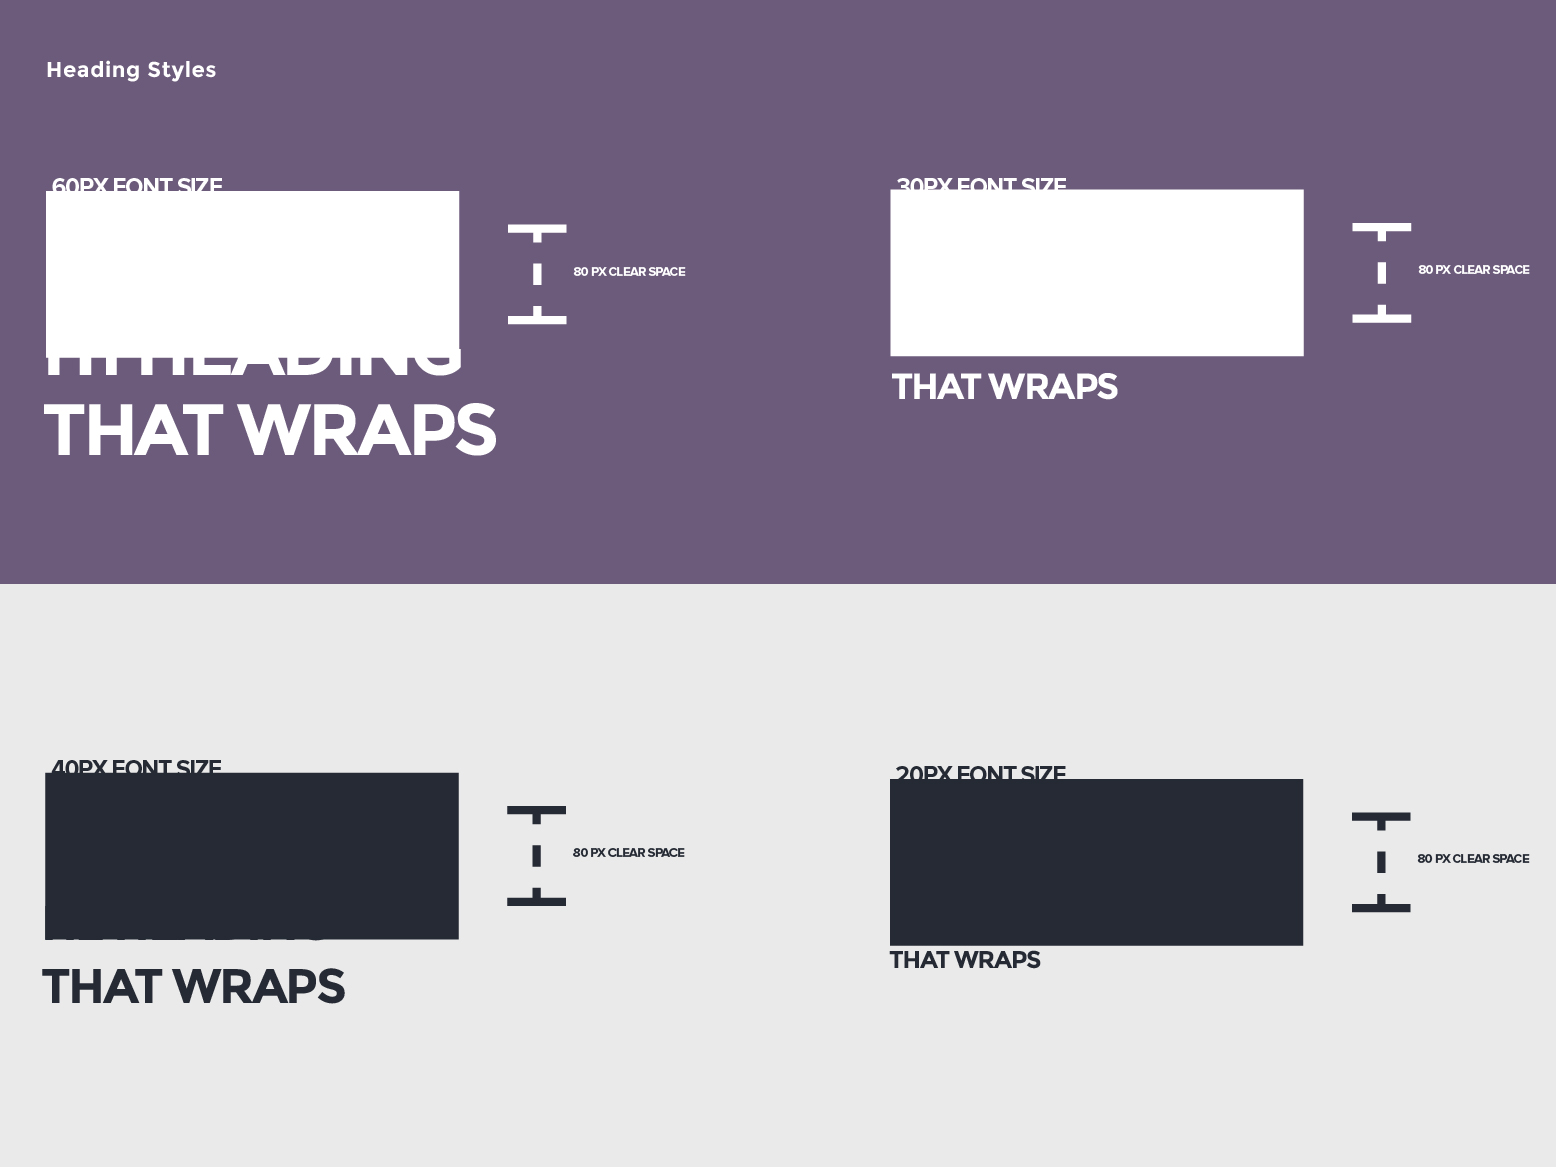 Heading Styles
60PX FONT SIZE
80 PX CLEAR SPACE
HEADING
THAT WRAPS
30PX FONT SIZE
80 PX CLEAR SPACE
THAT WRAPS
40PX FONT SIZE
80 PX CLEAR SPACE
THAT WRAPS
20PX FONT SIZE
80 PX CLEAR SPACE
THAT WRAPS